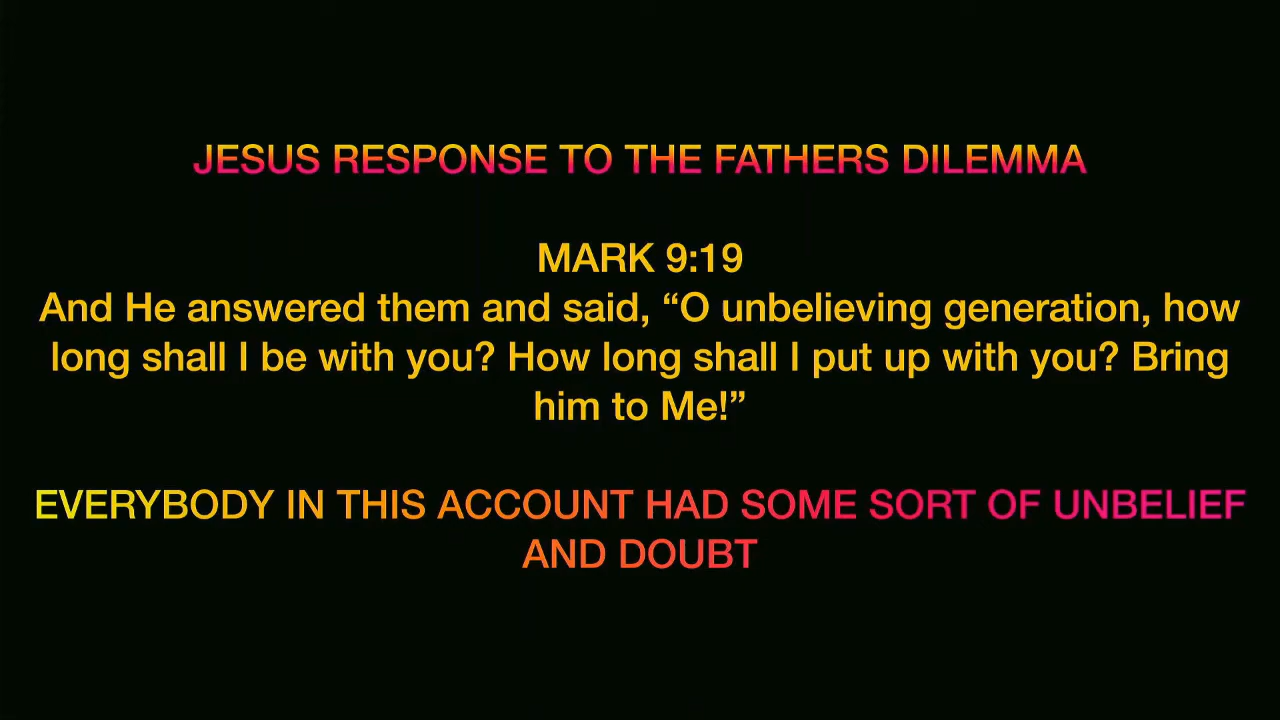 JESUS RESPONSE TO THE FATHERS DILEMMA
MARK 9:19
And He answered them and said, “O unbelieving generation, how
long shall I be with you? How long shall I put up with you? Bring
him to Me!”
EVERYBODY IN THIS ACCOUNT HAD SOME SORT OF UNBELIEF
AND DOUBT